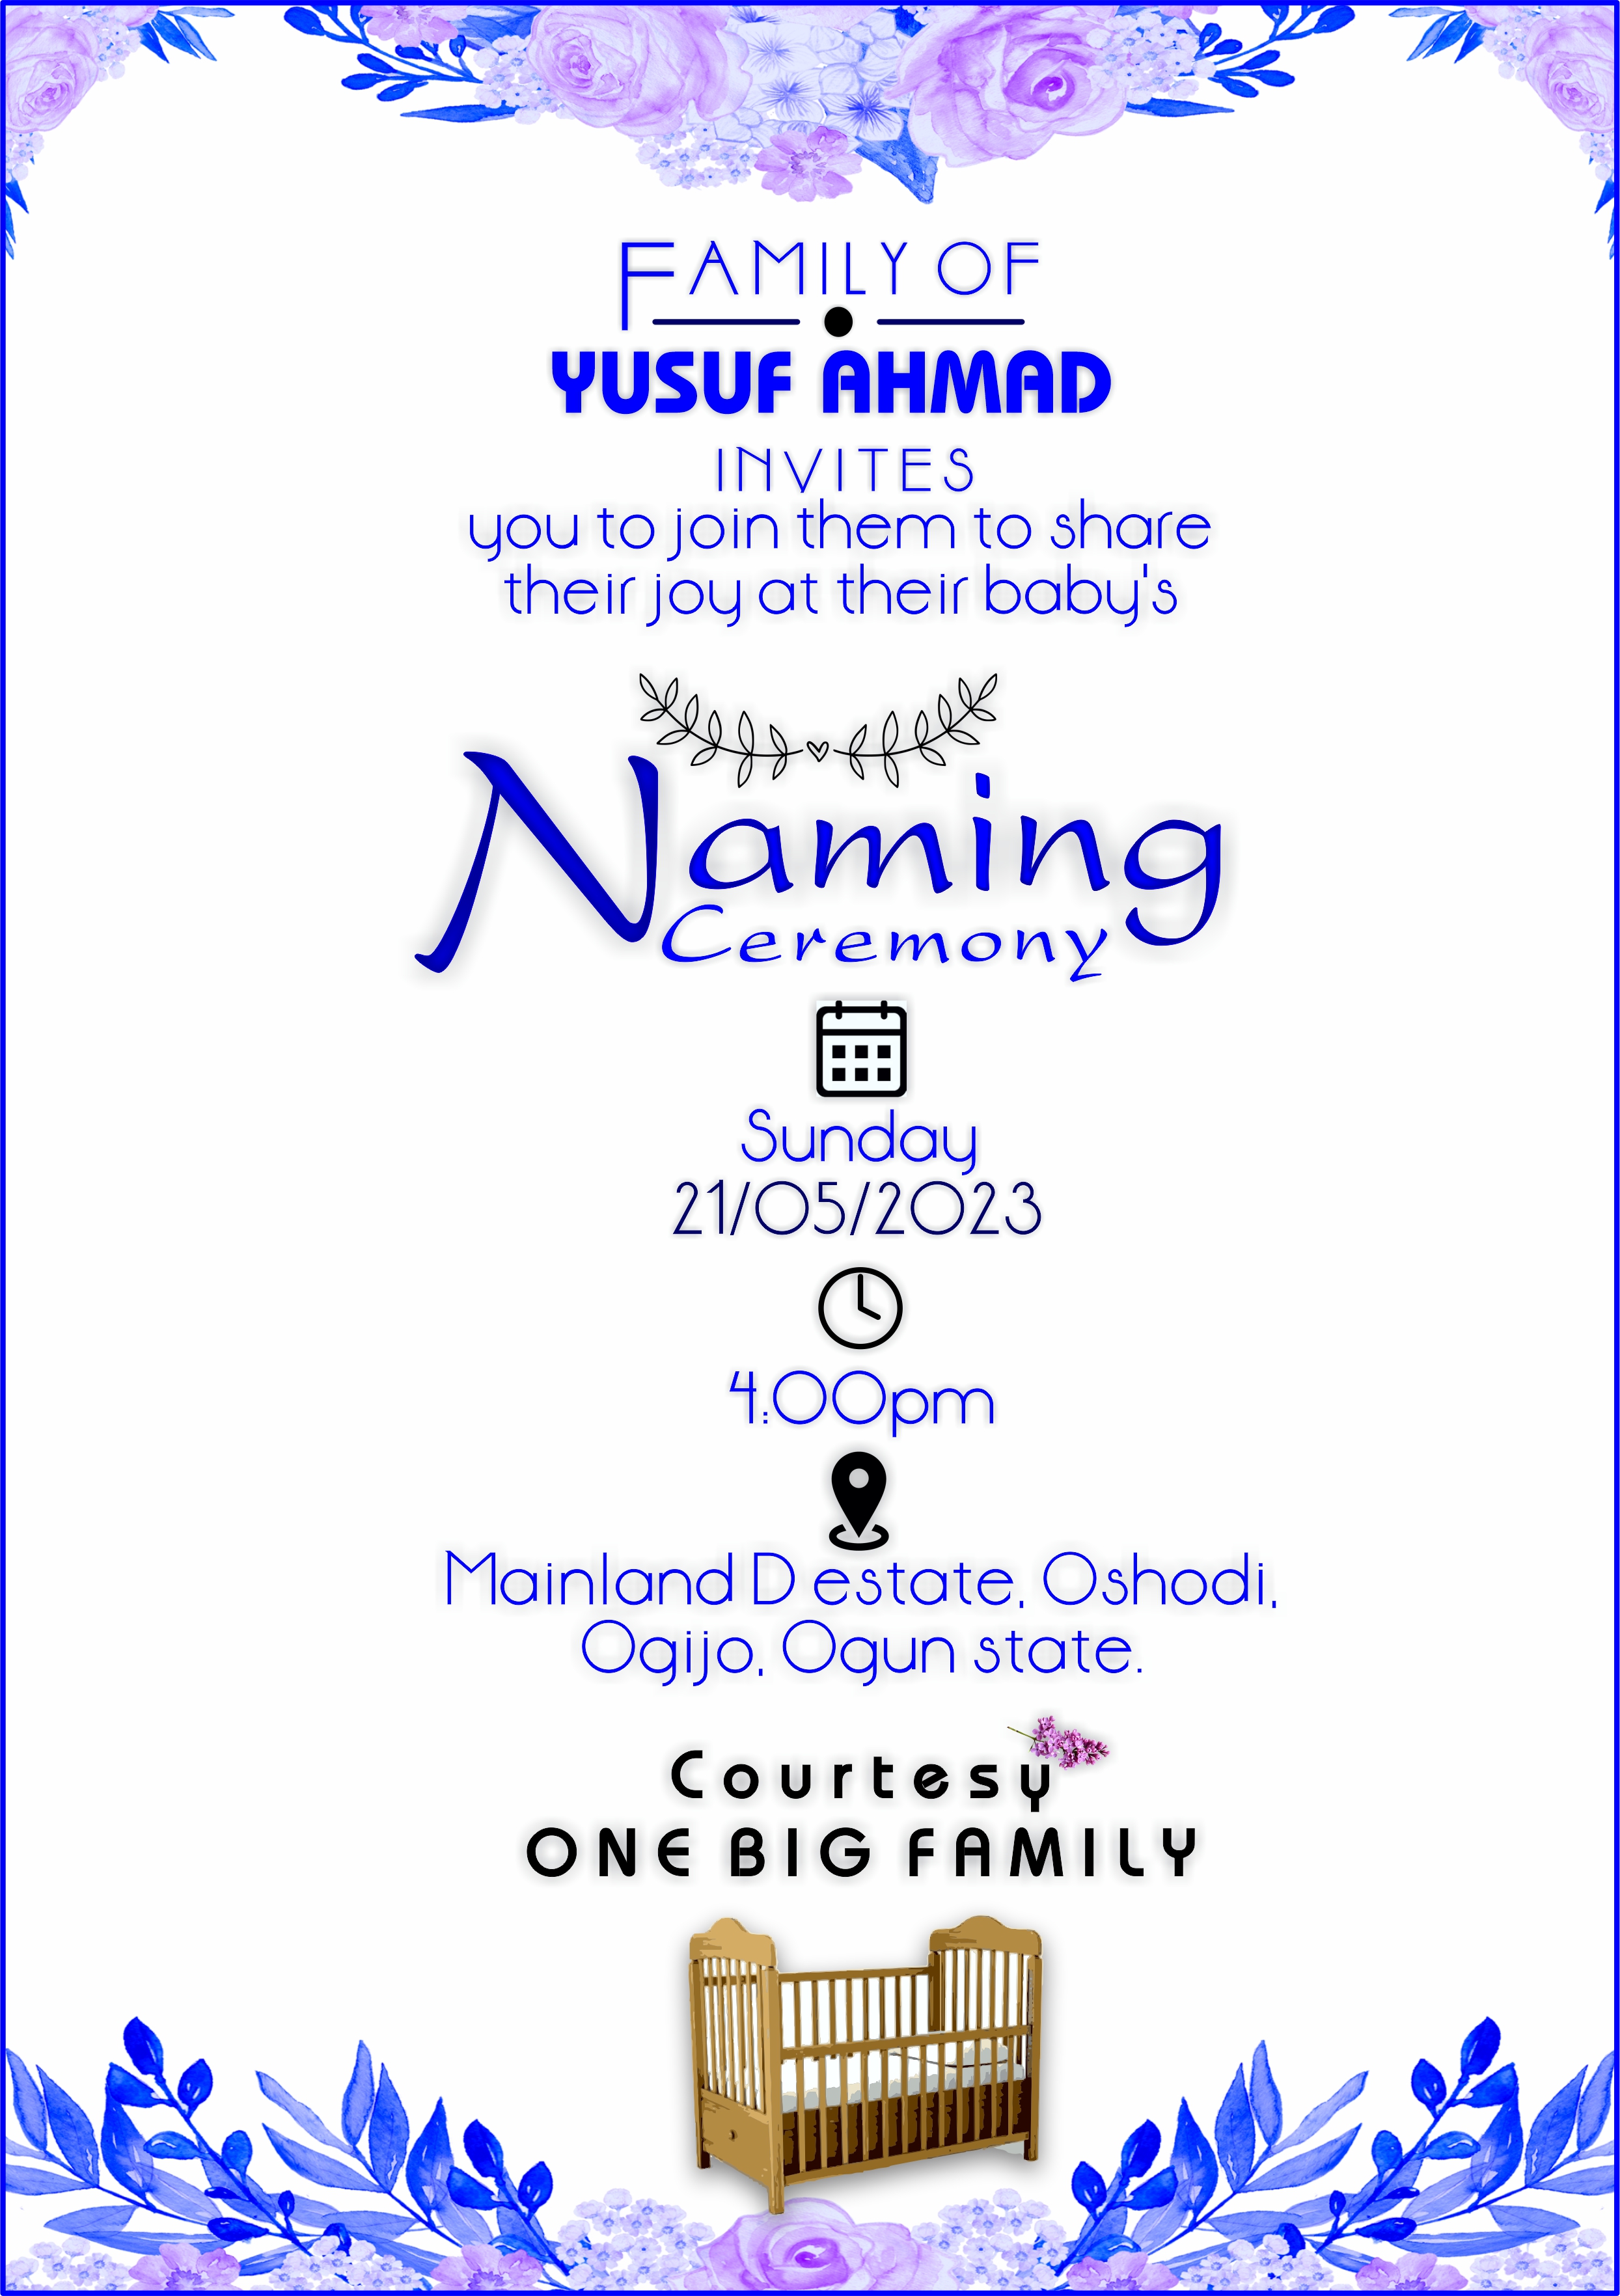 FAMILY OF
YUSUF AHMAD
INVITES
you to join them to share
their joy at their baby's
Naming
Ceremony
Sunday
21/05/2023
4:00pm
Mainland D estate, Oshodi,
Ogijo, Ogun state.
Courtesy
ONE BIG FAMILY